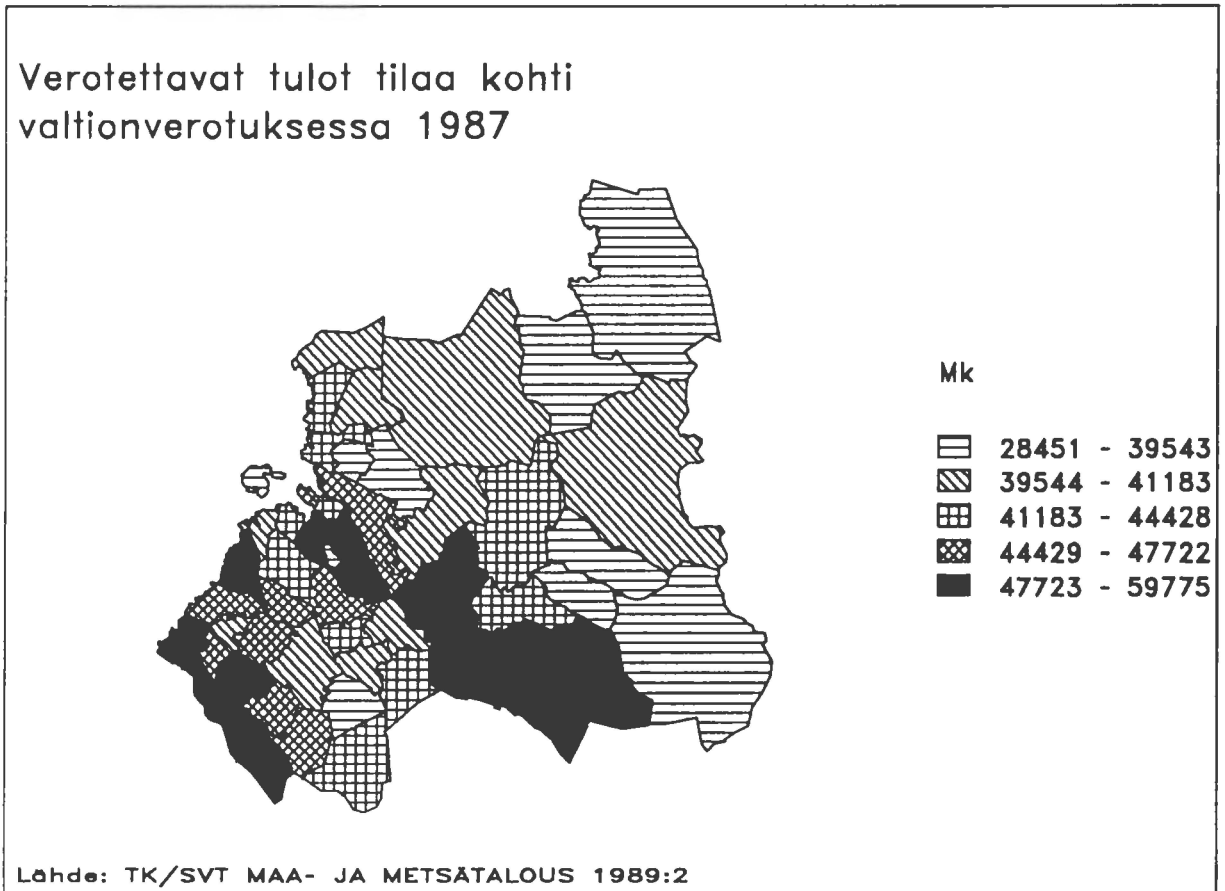 Verotettavat tulot tilaa kohti
valtionverotuksessa 1987
Mk
28451 - 39543
39544 - 41183
41183 - 44428
44429 - 47722
47723 - 59775
Lähde: TK/SVT MAA- JA METSÄTALOUS 1989:2